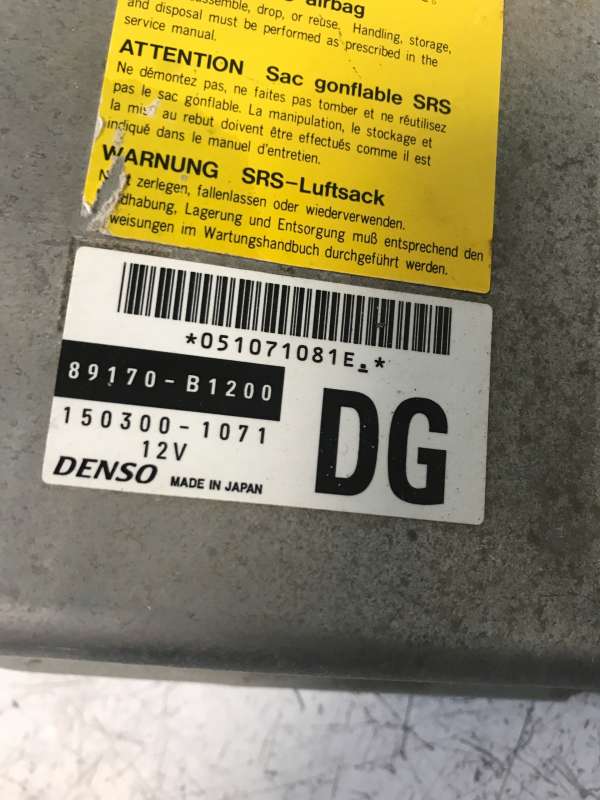 airbag
assemble, drop, or reuse. Handling, storage,
and disposal must be performed as prescribed in the
service manual.
ATTENTION Sac gonflable SRS
Ne démontez pas, ne faites pas tomber et ne réutilisez
pas le sac gonflable. La manipulation, le stockage et
la mise au rebut doivent être effectués comme il est
indiqué dans le manuel d'entretien.
WARNUNG SRS-Luftsack
zerlegen, fallenlassen oder wiederverwenden.
dhabung, Lagerung und Entsorgung muß entsprechend den
weisungen im Wartungshandbuch durchgeführt werden.
*051071081E.*
89170-B1200
150300-1071
12V
DENSO MADE IN JAPAN
DG